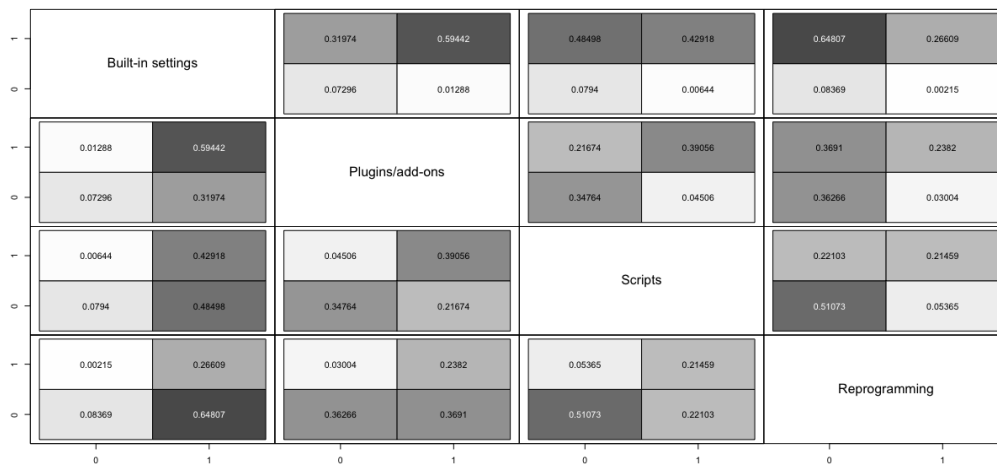 1 0.31974 0.59442 0.48498 0.42918 0.64807 0.26609
Built-in settings
0 0.07296 0.01288 0.0794 0.00644 0.08369 0.00215
1 0.01288 0.59442 0.21674 0.39056 0.3691 0.2382
Plugins/add-ons
0 0.07296 0.31974 0.34764 0.04506 0.36266 0.03004
1 0.00644 0.42918 0.04506 0.39056 0.22103 0.21459
Scripts
0 0.0794 0.48498 0.34764 0.21674 0.51073 0.05365
1 0.00215 0.26609 0.03004 0.2382 0.05365 0.21459
Reprogramming
0 0.08369 0.64807 0.36266 0.3691 0.51073 0.22103
0 1 0 1 0 1 0 1